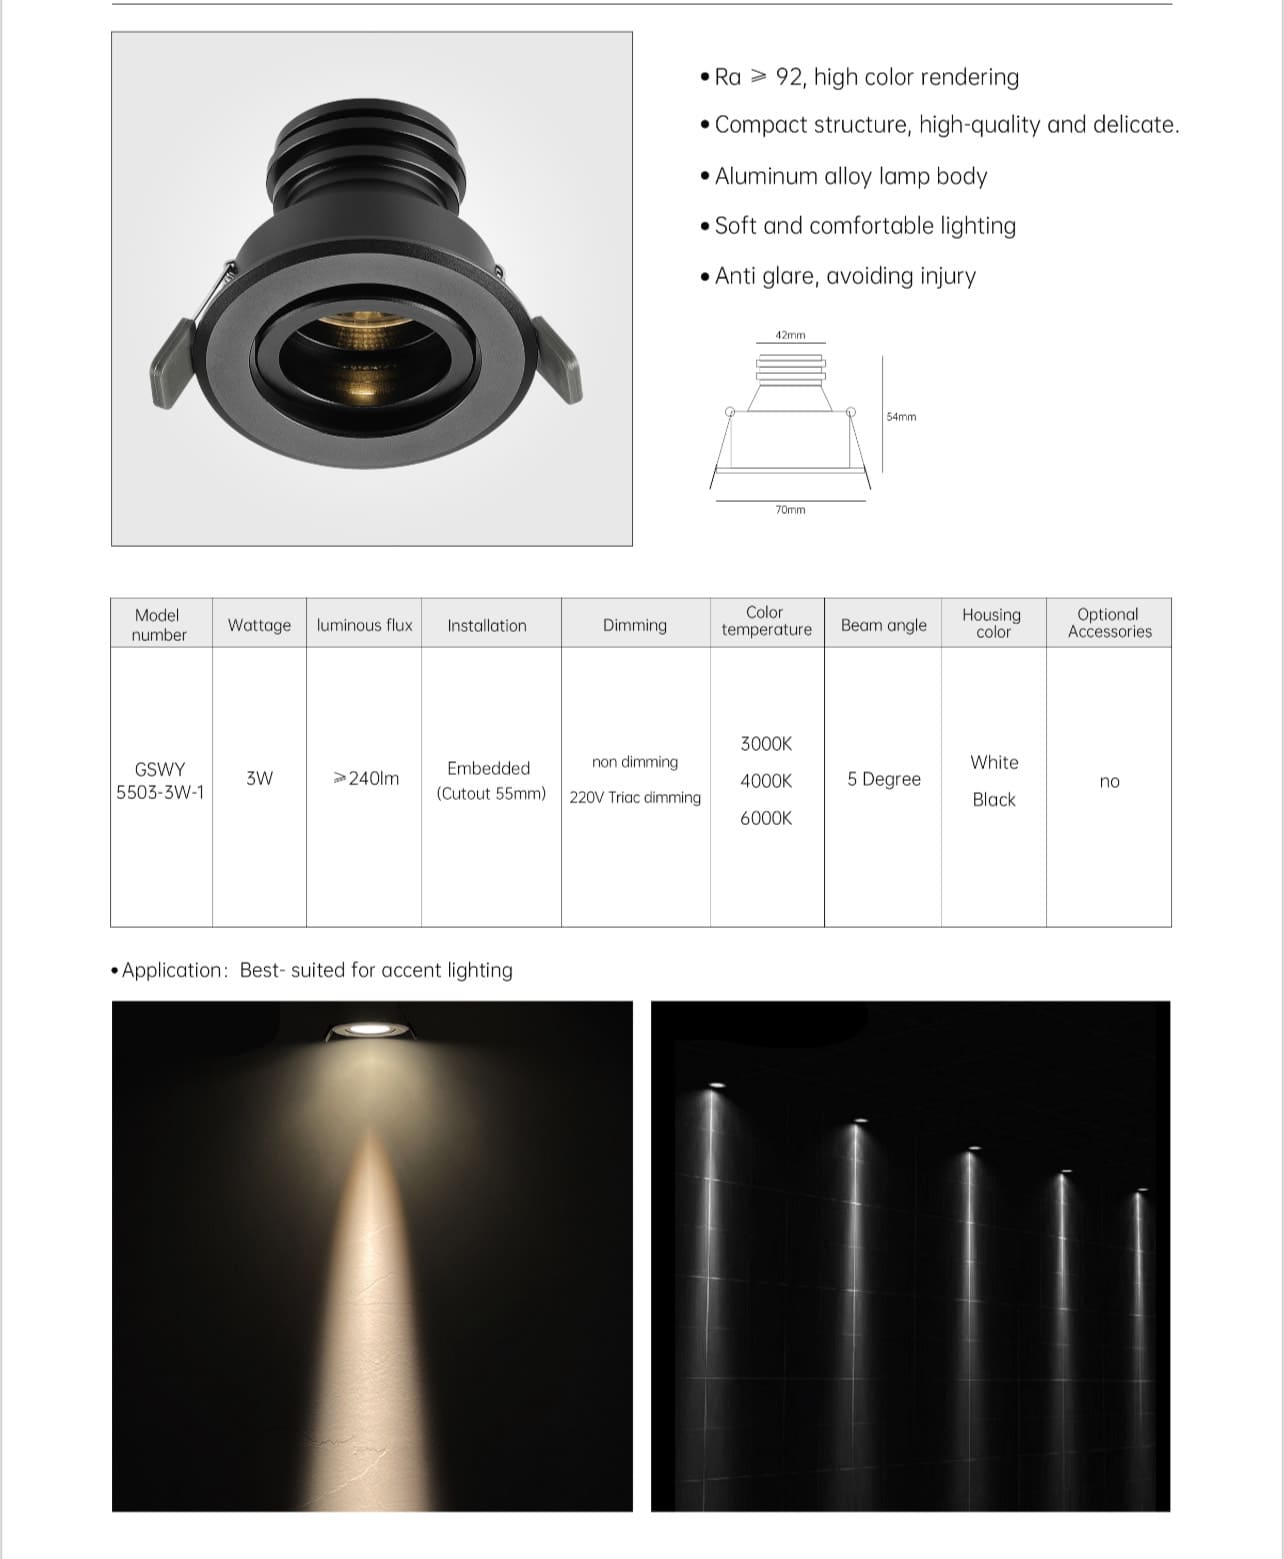 • Ra ⩾ 92, high color rendering
• Compact structure, high-quality and delicate.
• Aluminum alloy lamp body
• Soft and comfortable lighting
• Anti glare, avoiding injury
42mm
54mm
70mm
Model
number
Wattage
luminous flux
Installation
Dimming
Color
temperature
Beam angle
Housing
color
Optional
Accessories
GSWY
5503-3W-1
3W
⩾240lm
Embedded
(Cutout 55mm)
non dimming
220V Triac dimming
3000K
4000K
6000K
5 Degree
White
Black
no
• Application: Best- suited for accent lighting